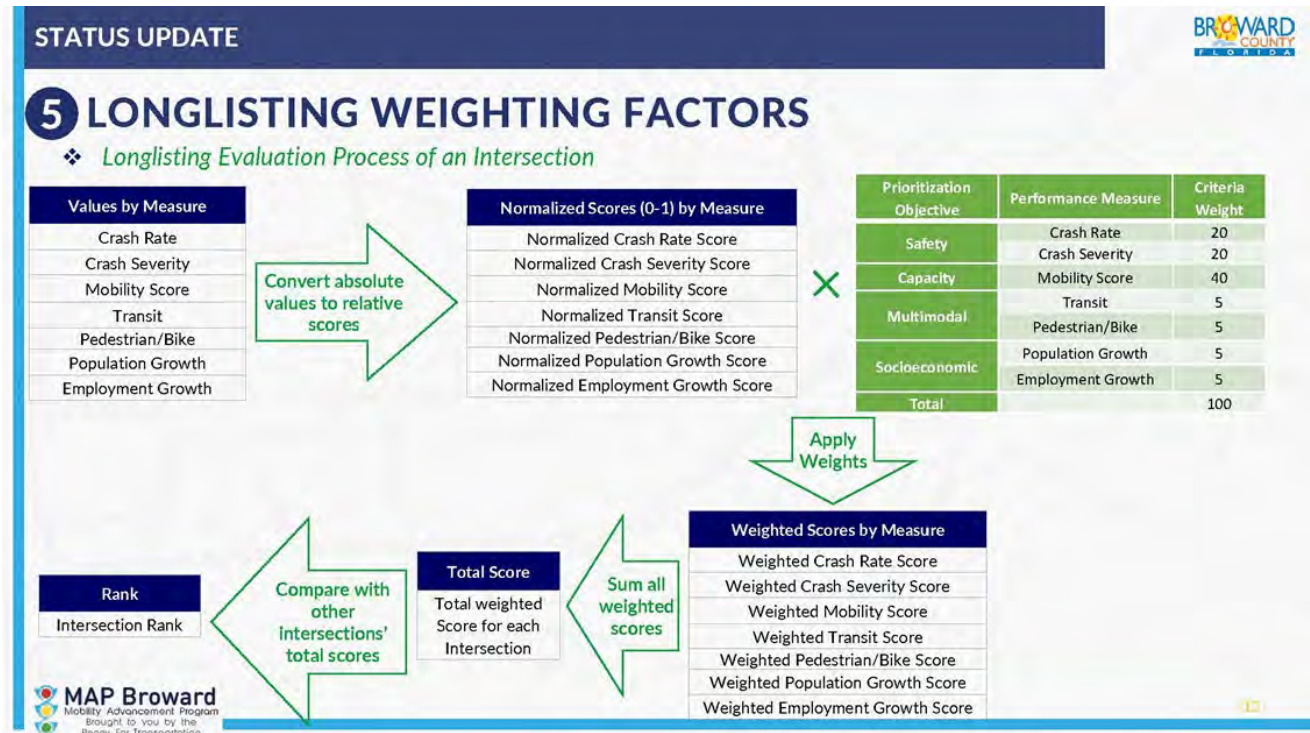 STATUS UPDATE
BROWARD
COUNTY
FLORIDA
5 LONGLISTING WEIGHTING FACTORS
❖ Longlisting Evaluation Process of an Intersection
Values by Measure
Crash Rate
Crash Severity
Mobility Score
Transit
Pedestrian/Bike
Population Growth
Employment Growth
Convert absolute
values to relative
scores
Normalized Scores (0-1) by Measure
Normalized Crash Rate Score
Normalized Crash Severity Score
Normalized Mobility Score
Normalized Transit Score
Normalized Pedestrian/Bike Score
Normalized Population Growth Score
Normalized Employment Growth Score
×
Prioritization
Objective
Performance Measure
Criteria
Weight
Safety
Crash Rate 20
Crash Severity 20
Capacity Mobility Score 40
Multimodal
Transit 5
Pedestrian/Bike 5
Socioeconomic
Population Growth 5
Employment Growth 5
Total 100
Apply
Weights
Weighted Scores by Measure
Weighted Crash Rate Score
Weighted Crash Severity Score
Weighted Mobility Score
Weighted Transit Score
Weighted Pedestrian/Bike Score
Weighted Population Growth Score
Weighted Employment Growth Score
Sum all
weighted
scores
Total Score
Total weighted
Score for each
Intersection
Compare with
other
intersections'
total scores
Rank
Intersection Rank
MAP Broward
Mobility Advancement Program
Brought to you by the
Penny For Transportation